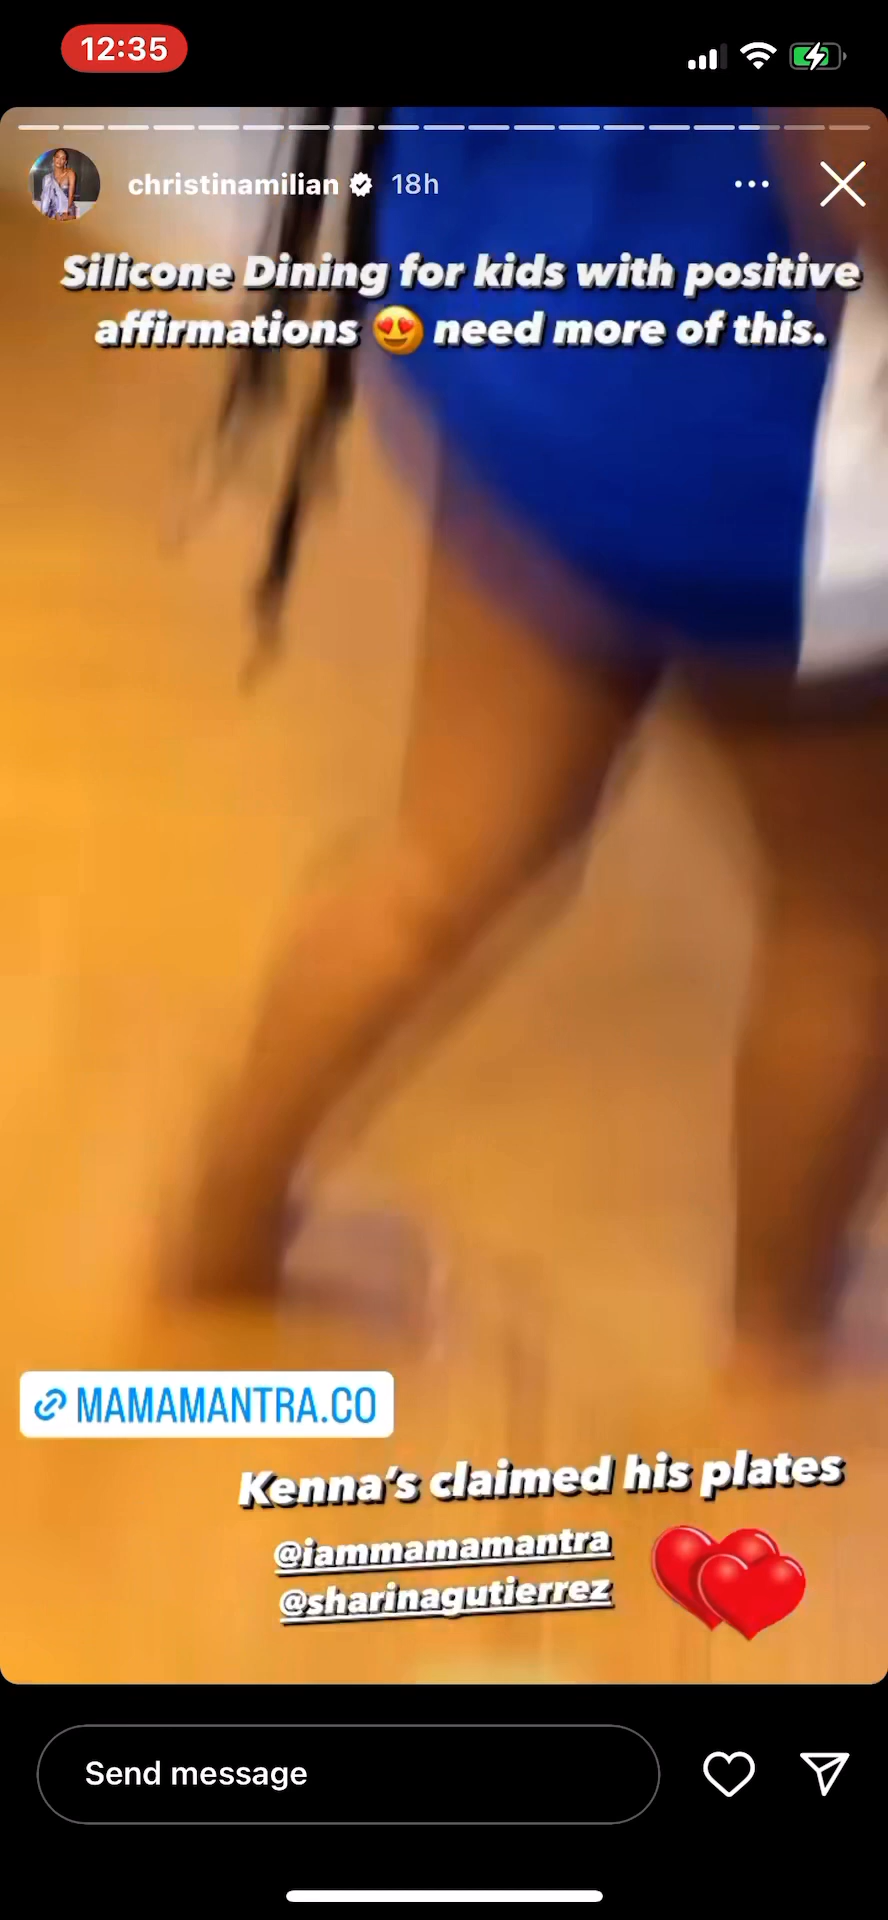 12:35
christinamilian 18h
Silicone Dining for kids with positive
affirmations 😍 need more of this.
MAMAMANTRA.CO
Kenna’s claimed his plates
@iammamamantra
@sharinagutierrez
Send message